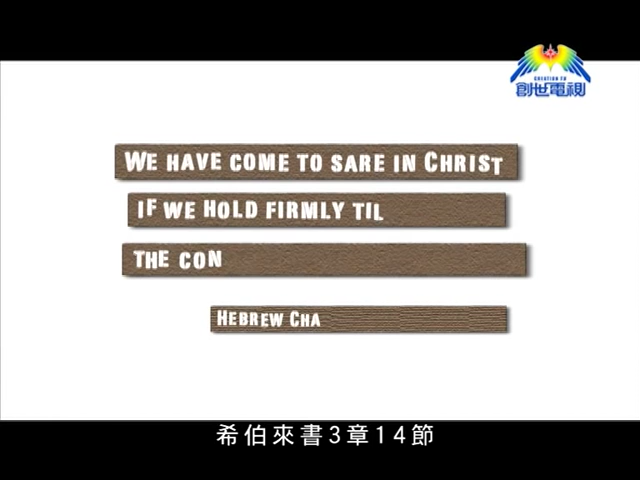 CREATION TV
創世電視
WE HAVE COME TO SARE IN CHRIST
IF WE HOLD FIRMLY TIL
THE CON
HEBREW CHA
希伯來書3章14節